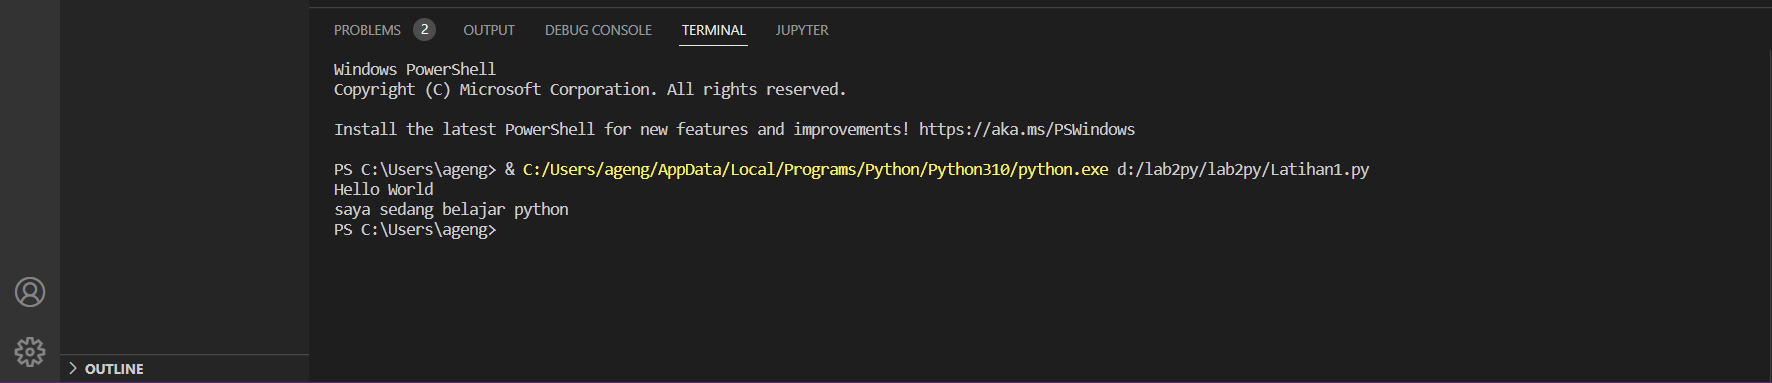 PROBLEMS 2 OUTPUT DEBUG CONSOLE TERMINAL JUPYTER
Windows PowerShell
Copyright (C) Microsoft Corporation. All rights reserved.
Install the latest PowerShell for new features and improvements! https://aka.ms/PSWindows
PS C:\Users\ageng> & C:/Users/ageng/AppData/Local/Programs/Python/Python310/python.exe d:/lab2py/lab2py/Latihan1.py
Hello World
saya sedang belajar python
PS C:\Users\ageng>
OUTLINE